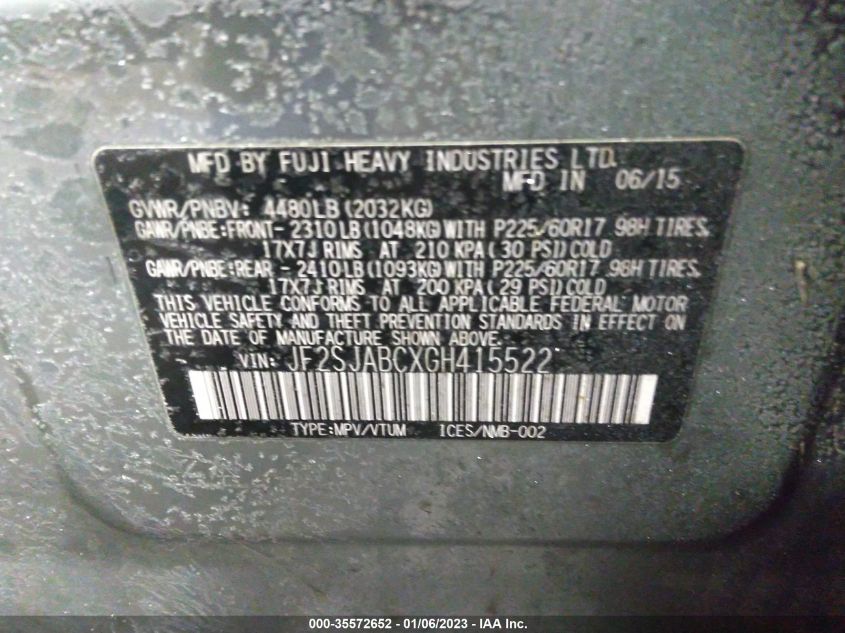 MFD BY FUJI HEAVY INDUSTRIES LTD.
MFD IN 06/15
GVWR/PNBV: 4480LB(2032KG)
GAWR/PNBE:FRONT-2310LB(1048KG)WITH P225/60R17 98H TIRES,
17X7J RIMS AT 210 KPA(30 PSI)COLD
GAWR/PNBE:REAR -2410LB(1093KG)WITH P225/60R17 98H TIRES,
17X7J RIMS AT 200 KPA(29 PSI)COLD
THIS VEHICLE CONFORMS TO ALL APPLICABLE FEDERAL MOTOR
VEHICLE SAFETY AND THEFT PREVENTION STANDARDS IN EFFECT ON
THE DATE OF MANUFACTURE SHOWN ABOVE.
VIN: JF2SJABCXGH415522
TYPE:MPV/VTUM ICES/NMB-002
000-35572652 - 01/06/2023 - IAA Inc.